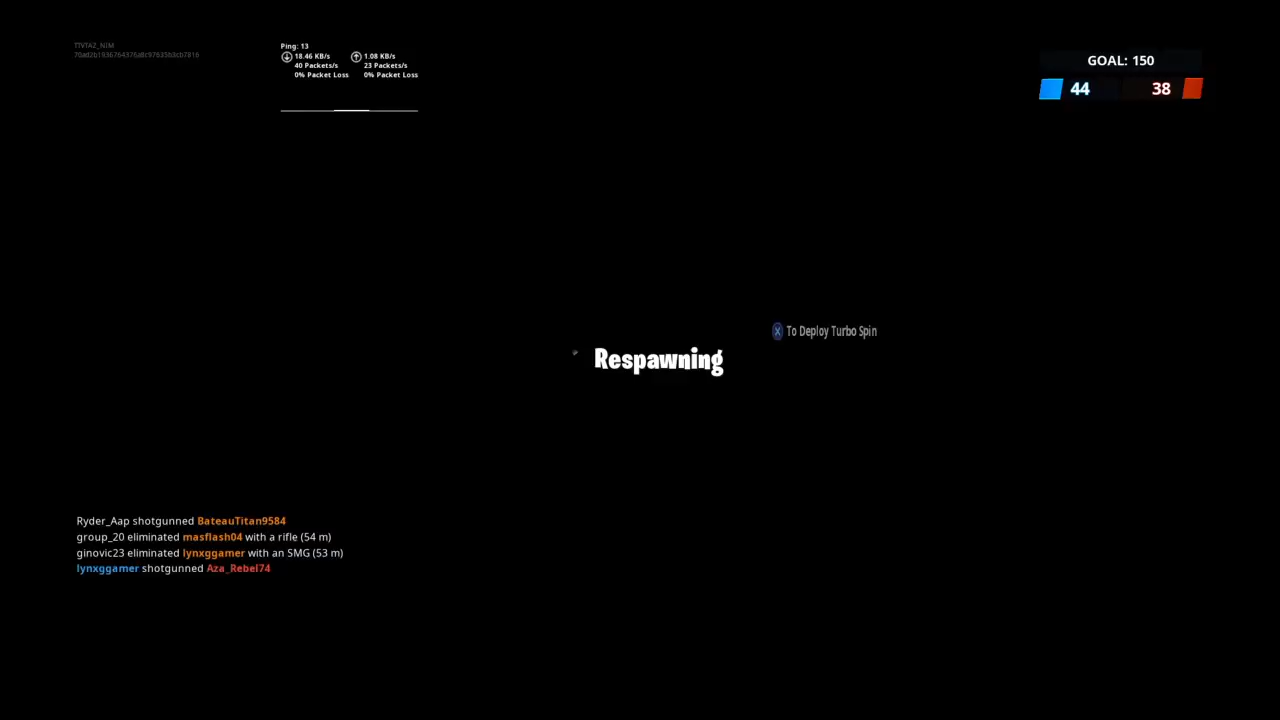 TTVTAZ_NIM
Ping: 13
18.46 KB/s
1.08 KB/s
40 Packets/s
23 Packets/s
0% Packet Loss
0% Packet Loss
GOAL: 150
44
38
X To Deploy Turbo Spin
Respawning
Ryder_Aap shotgunned BateauTitan9584
group_20 eliminated masflash04 with a rifle (54 m)
ginovic23 eliminated lynxggamer with an SMG (53 m)
lynxggamer shotgunned Aza_Rebel74